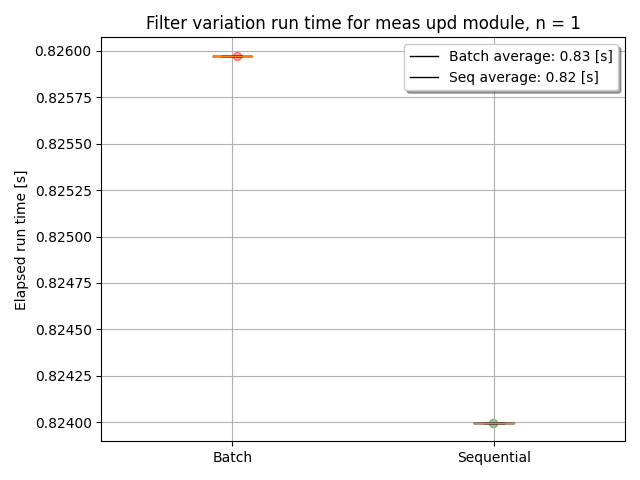 Filter variation run time for meas upd module, n = 1
Batch average: 0.83 [s]
Seq average: 0.82 [s]
Elapsed run time [s]
0.82600
0.82575
0.82550
0.82525
0.82500
0.82475
0.82450
0.82425
0.82400
Batch
Sequential